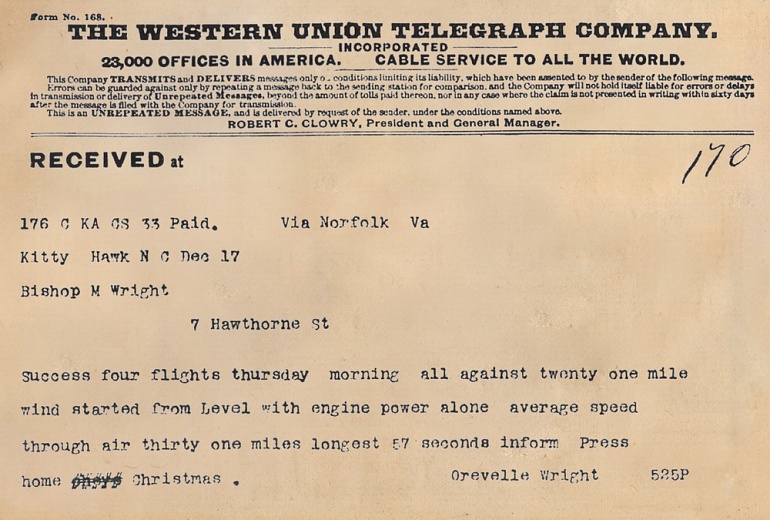 Form No. 168.
THE WESTERN UNION TELEGRAPH COMPANY.
INCORPORATED
23,000 OFFICES IN AMERICA. CABLE SERVICE TO ALL THE WORLD.
This Company TRANSMITS and DELIVERS messages only on conditions limiting its liability, which have been assented to by the sender of the following message.
Errors can be guarded against only by repeating a message back to the sending station for comparison, and the Company will not hold itself liable for errors or delays
in transmission or delivery of Unrepeated Messages, beyond the amount of tolls paid thereon, nor in any case where the claim is not presented in writing within sixty days
after the message is filed with the Company for transmission.
This is an UNREPEATED MESSAGE, and is delivered by request of the sender, under the conditions named above.
ROBERT C. CLOWRY, President and General Manager.
RECEIVED at
170
176 C KA CS 33 Paid. Via Norfolk Va
Kitty Hawk N C Dec 17
Bishop M Wright
7 Hawthorne St
Success four flights thursday morning all against twenty one mile
wind started from Level with engine power alone average speed
through air thirty one miles longest 57 seconds inform Press
home Christmas .
Orevelle Wright 525P